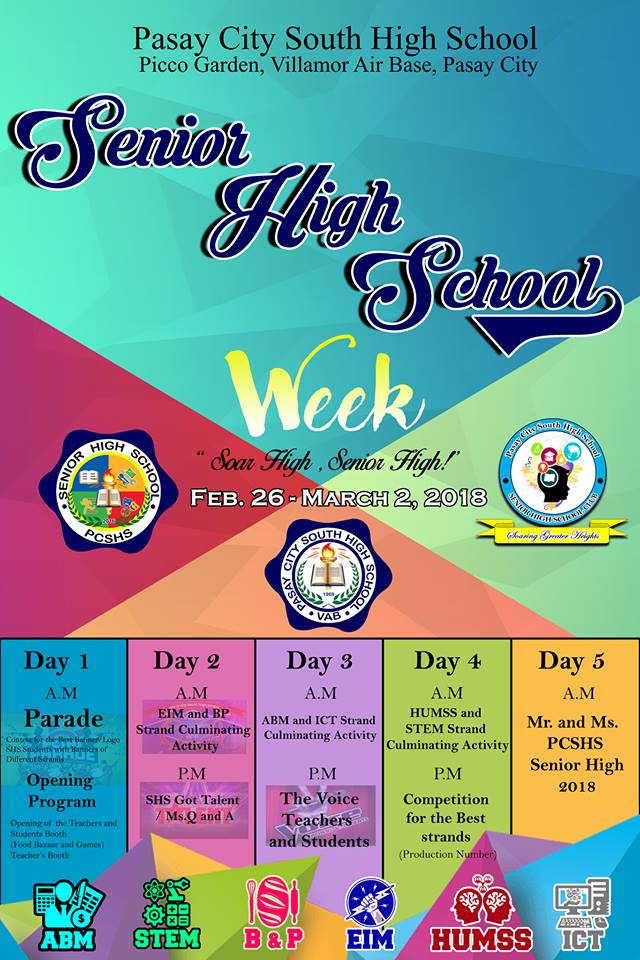 Pasay City South High School
Picco Garden, Villamor Air Base, Pasay City
Senior
High
School
Week
“ Soar High , Senior High!”
FEB. 26 - MARCH 2, 2018
SENIOR HIGH SCHOOL
2016
PCSHS
Pasay City South High School
SENIOR HIGH SCHOOL CLUB
Soaring Greater Heights
PASAY CITY SOUTH HIGH SCHOOL
1969
VAB
Day 1
A.M
Parade
Contest for the Best Banner/Logo
SHS Students with Banners of
Different Strands
Opening
Program
Opening of the Teachers and
Students Booth
(Food Bazaar and Games)
Teacher's Booth
Day 2
A.M
EIM and BP
Strand Culminating
Activity
P.M
SHS Got Talent
/ Ms.Q and A
Day 3
A.M
ABM and ICT Strand
Culminating Activity
P.M
The Voice
Teachers
and Students
Day 4
A.M
HUMSS and
STEM Strand
Culminating Activity
P.M
Competition
for the Best
strands
(Production Number)
Day 5
A.M
Mr. and Ms.
PCSHS
Senior High
2018
ABM
STEM
B & P
EIM
HUMSS
ICT